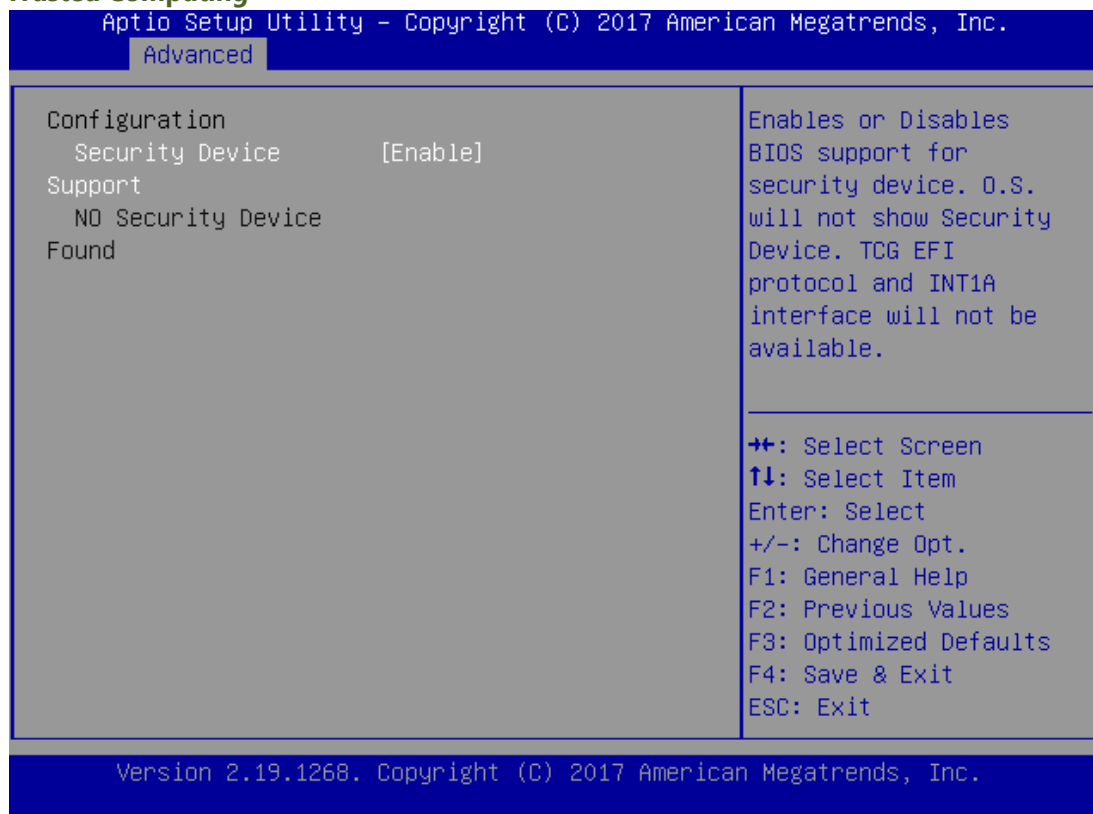 Trusted Computing
Aptio Setup Utility – Copyright (C) 2017 American Megatrends, Inc.
Advanced
Configuration
Security Device [Enable]
Support
NO Security Device
Found
Enables or Disables
BIOS support for
security device. O.S.
will not show Security
Device. TCG EFI
protocol and INT1A
interface will not be
available.
→←: Select Screen
↑↓: Select Item
Enter: Select
+/-: Change Opt.
F1: General Help
F2: Previous Values
F3: Optimized Defaults
F4: Save & Exit
ESC: Exit
Version 2.19.1268. Copyright (C) 2017 American Megatrends, Inc.